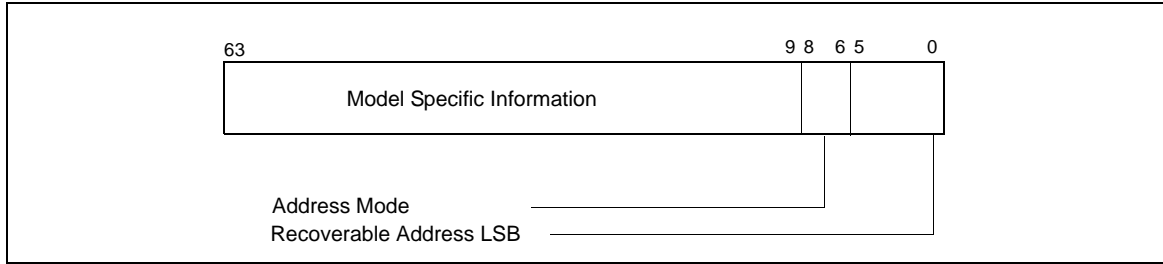 63 9 8 6 5 0
Model Specific Information
Address Mode
Recoverable Address LSB